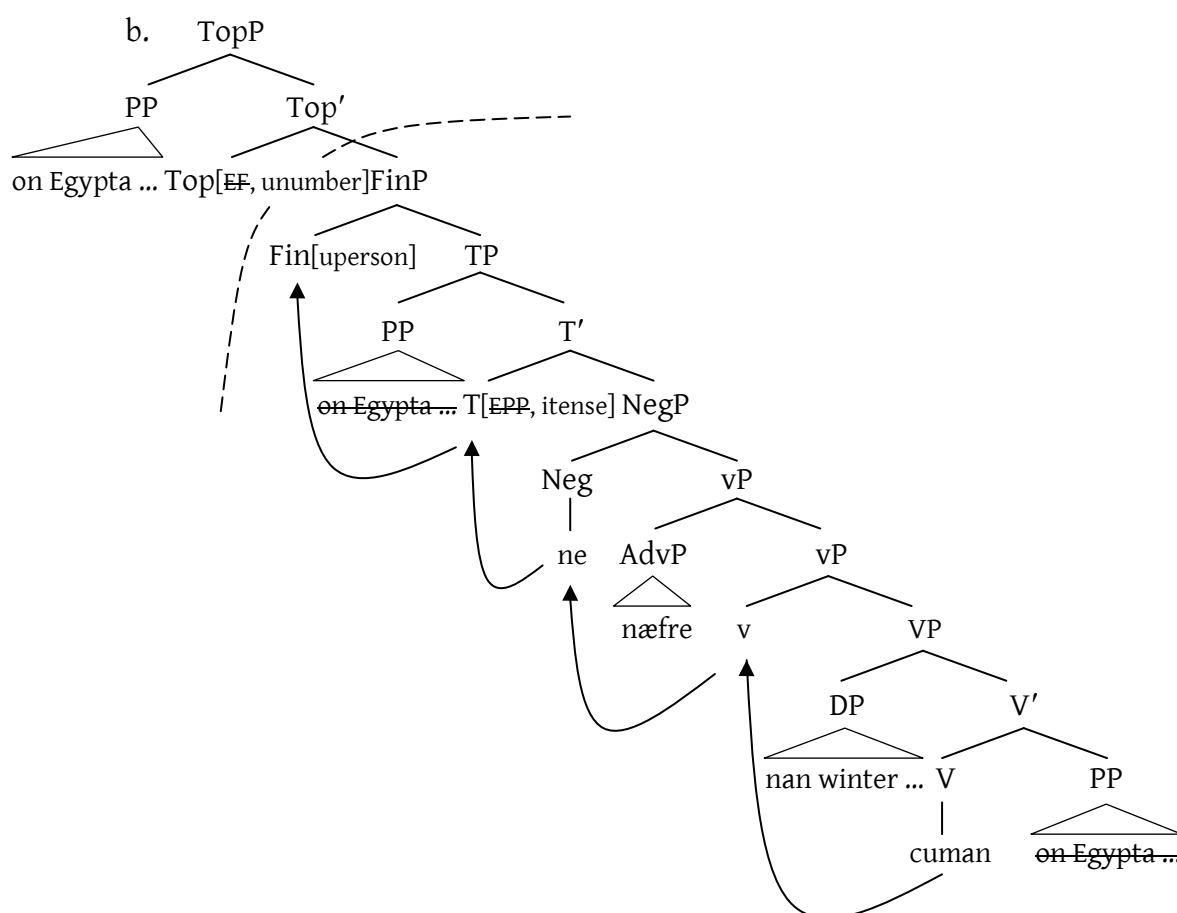 b. TopP
PP Top′
on Egypta ... Top[EF, unumber]FinP
Fin[uperson] TP
PP T′
on Egypta ... T[EPP, itense] NegP
Neg vP
ne AdvP vP
næfre v VP
DP V′
nan winter ... V PP
cuman on Egypta ...